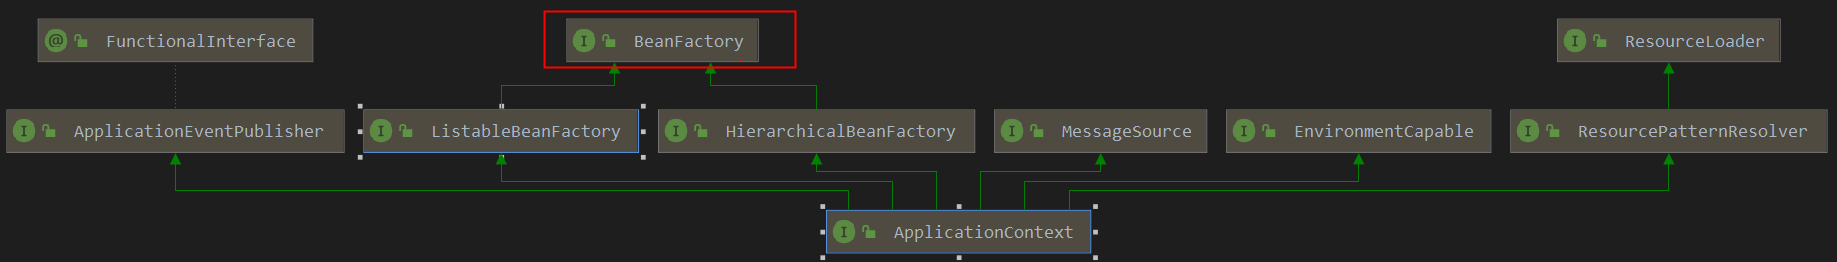 @ FunctionalInterface
I BeanFactory
I ResourceLoader
I ApplicationEventPublisher
I ListableBeanFactory
I HierarchicalBeanFactory
I MessageSource
I EnvironmentCapable
I ResourcePatternResolver
I ApplicationContext